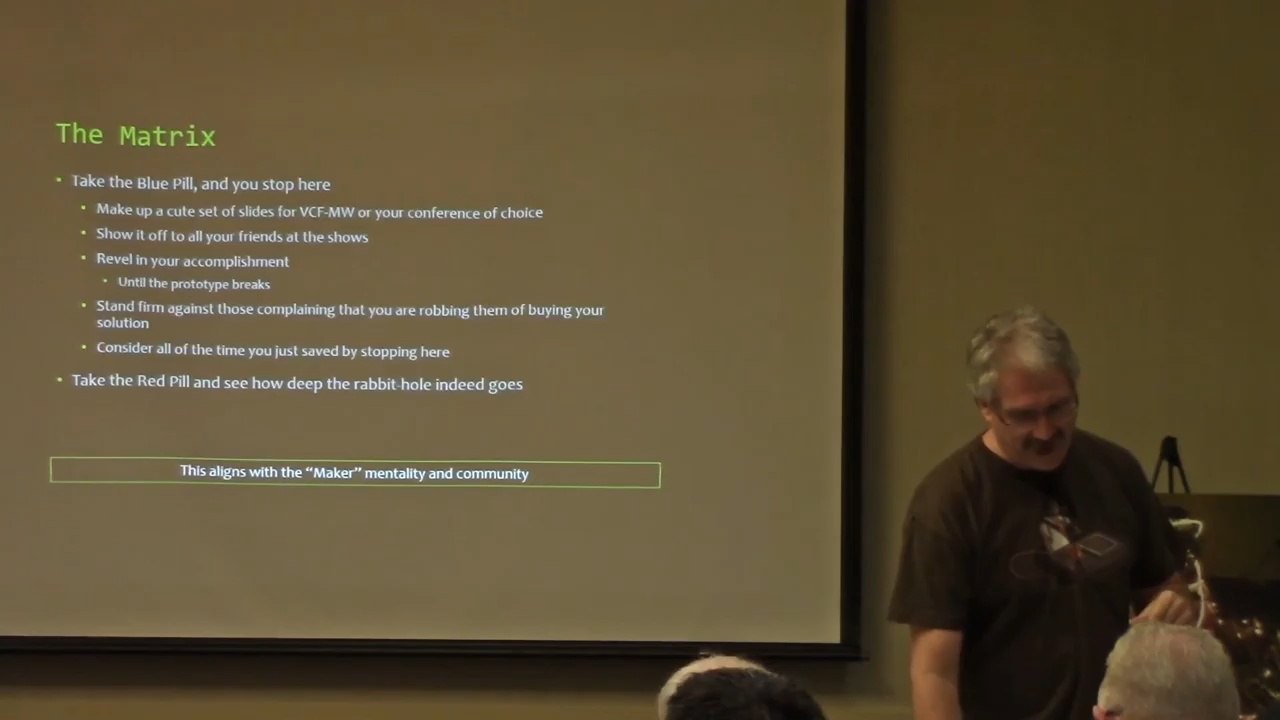 The Matrix
Take the Blue Pill, and you stop here
Make up a cute set of slides for VCF-MW or your conference of choice
Show it off to all your friends at the shows
Revel in your accomplishment
Until the prototype breaks
Stand firm against those complaining that you are robbing them of buying your
solution
Consider all of the time you just saved by stopping here
Take the Red Pill and see how deep the rabbit-hole indeed goes
This aligns with the “Maker” mentality and community